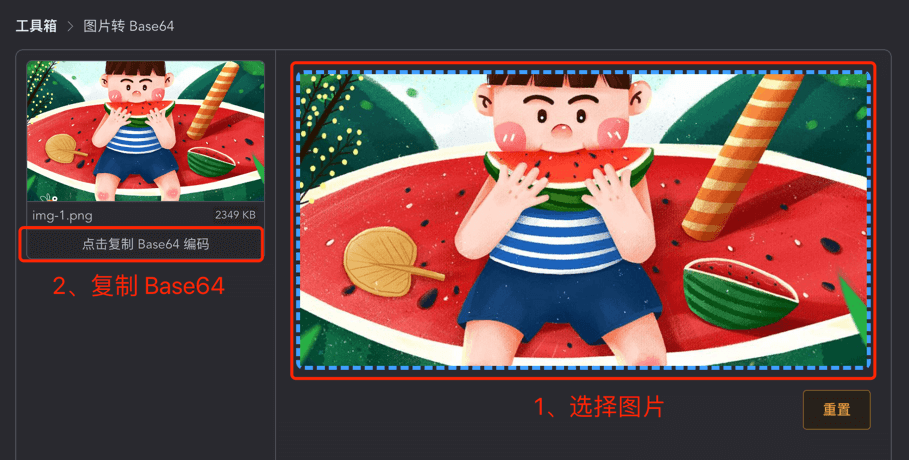 工具箱 > 图片转 Base64
img-1.png 2349 KB
点击复制 Base64 编码
2、复制 Base64
1、选择图片
重置